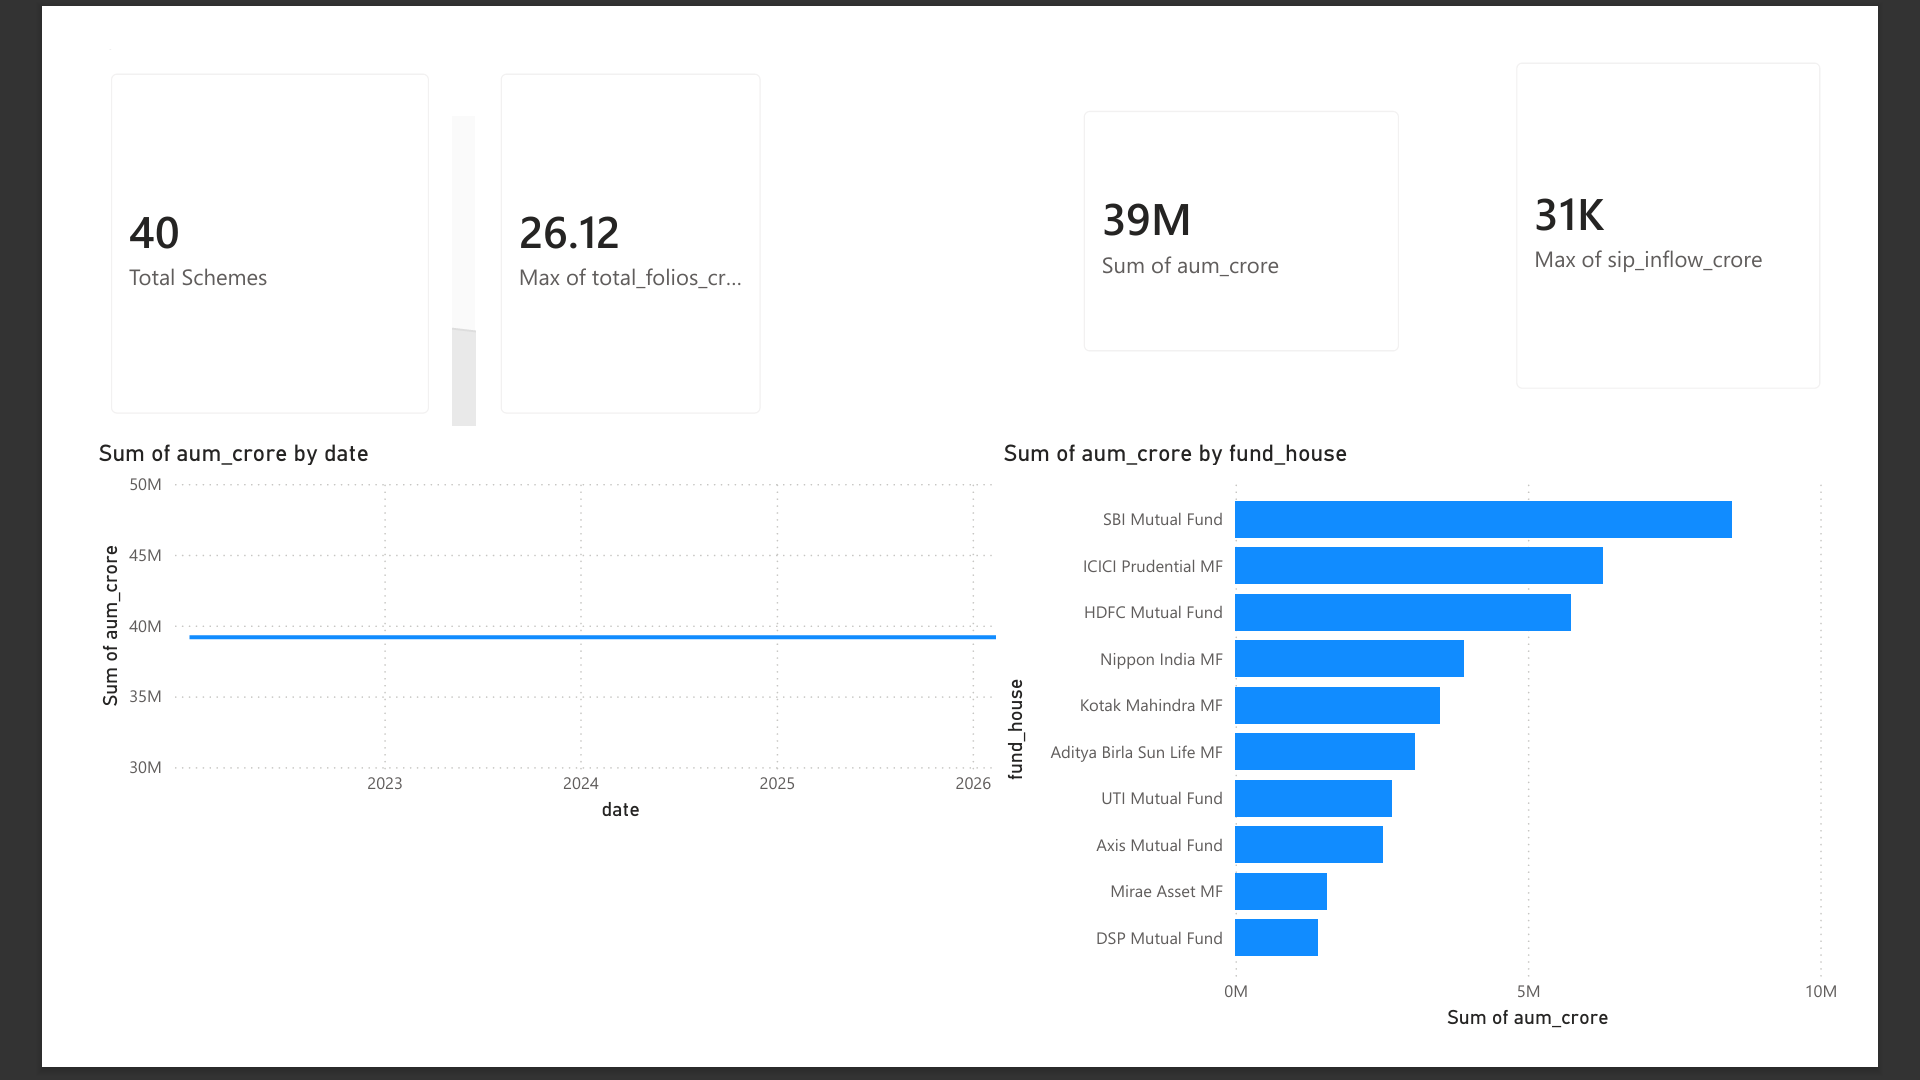 40
Total Schemes
26.12
Max of total_folios_cr...
39M
Sum of aum_crore
31K
Max of sip_inflow_crore
Sum of aum_crore by date
Sum of aum_crore
50M
45M
40M
35M
30M
2023
2024
2025
2026
date
Sum of aum_crore by fund_house
fund_house
SBI Mutual Fund
ICICI Prudential MF
HDFC Mutual Fund
Nippon India MF
Kotak Mahindra MF
Aditya Birla Sun Life MF
UTI Mutual Fund
Axis Mutual Fund
Mirae Asset MF
DSP Mutual Fund
0M
5M
10M
Sum of aum_crore